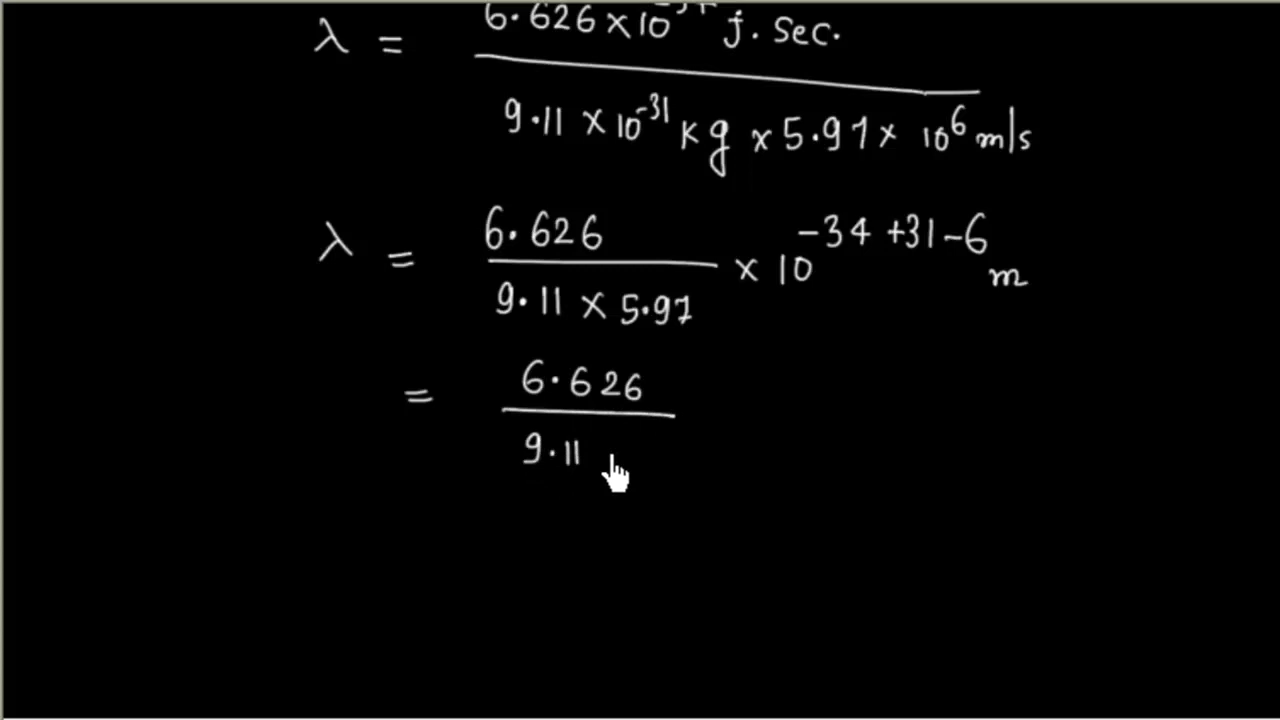 λ = 6.626 × 10⁻³⁴ j. Sec.
9.11 × 10⁻³¹ kg × 5.97 × 10⁶ m/s
λ = 6.626
9.11 × 5.97 × 10⁻³⁴ ⁺³¹⁻⁶ m
= 6.626
9.11